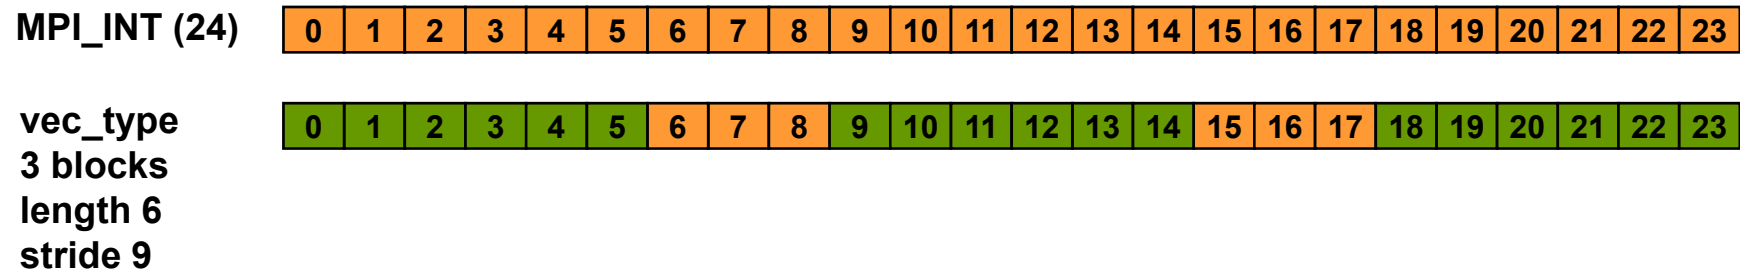 MPI_INT (24) 0 1 2 3 4 5 6 7 8 9 10 11 12 13 14 15 16 17 18 19 20 21 22 23
vec_type 0 1 2 3 4 5 6 7 8 9 10 11 12 13 14 15 16 17 18 19 20 21 22 23
3 blocks
length 6
stride 9